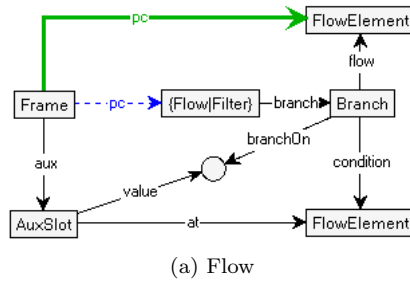 pc
FlowElement
flow
Frame
pc
{Flow|Filter}
branch
Branch
branchOn
aux
condition
value
AuxSlot
at
FlowElement
(a) Flow